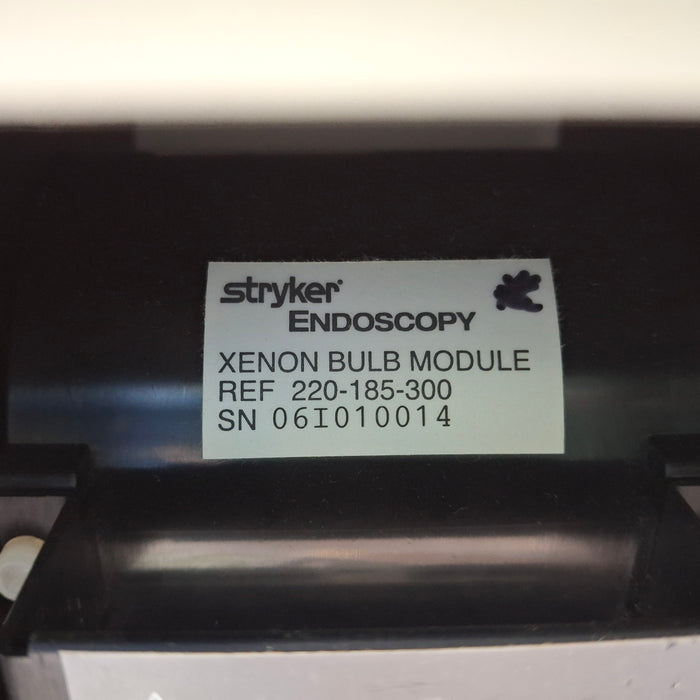 stryker
ENDOSCOPY
XENON BULB MODULE
REF 220-185-300
SN 06I010014